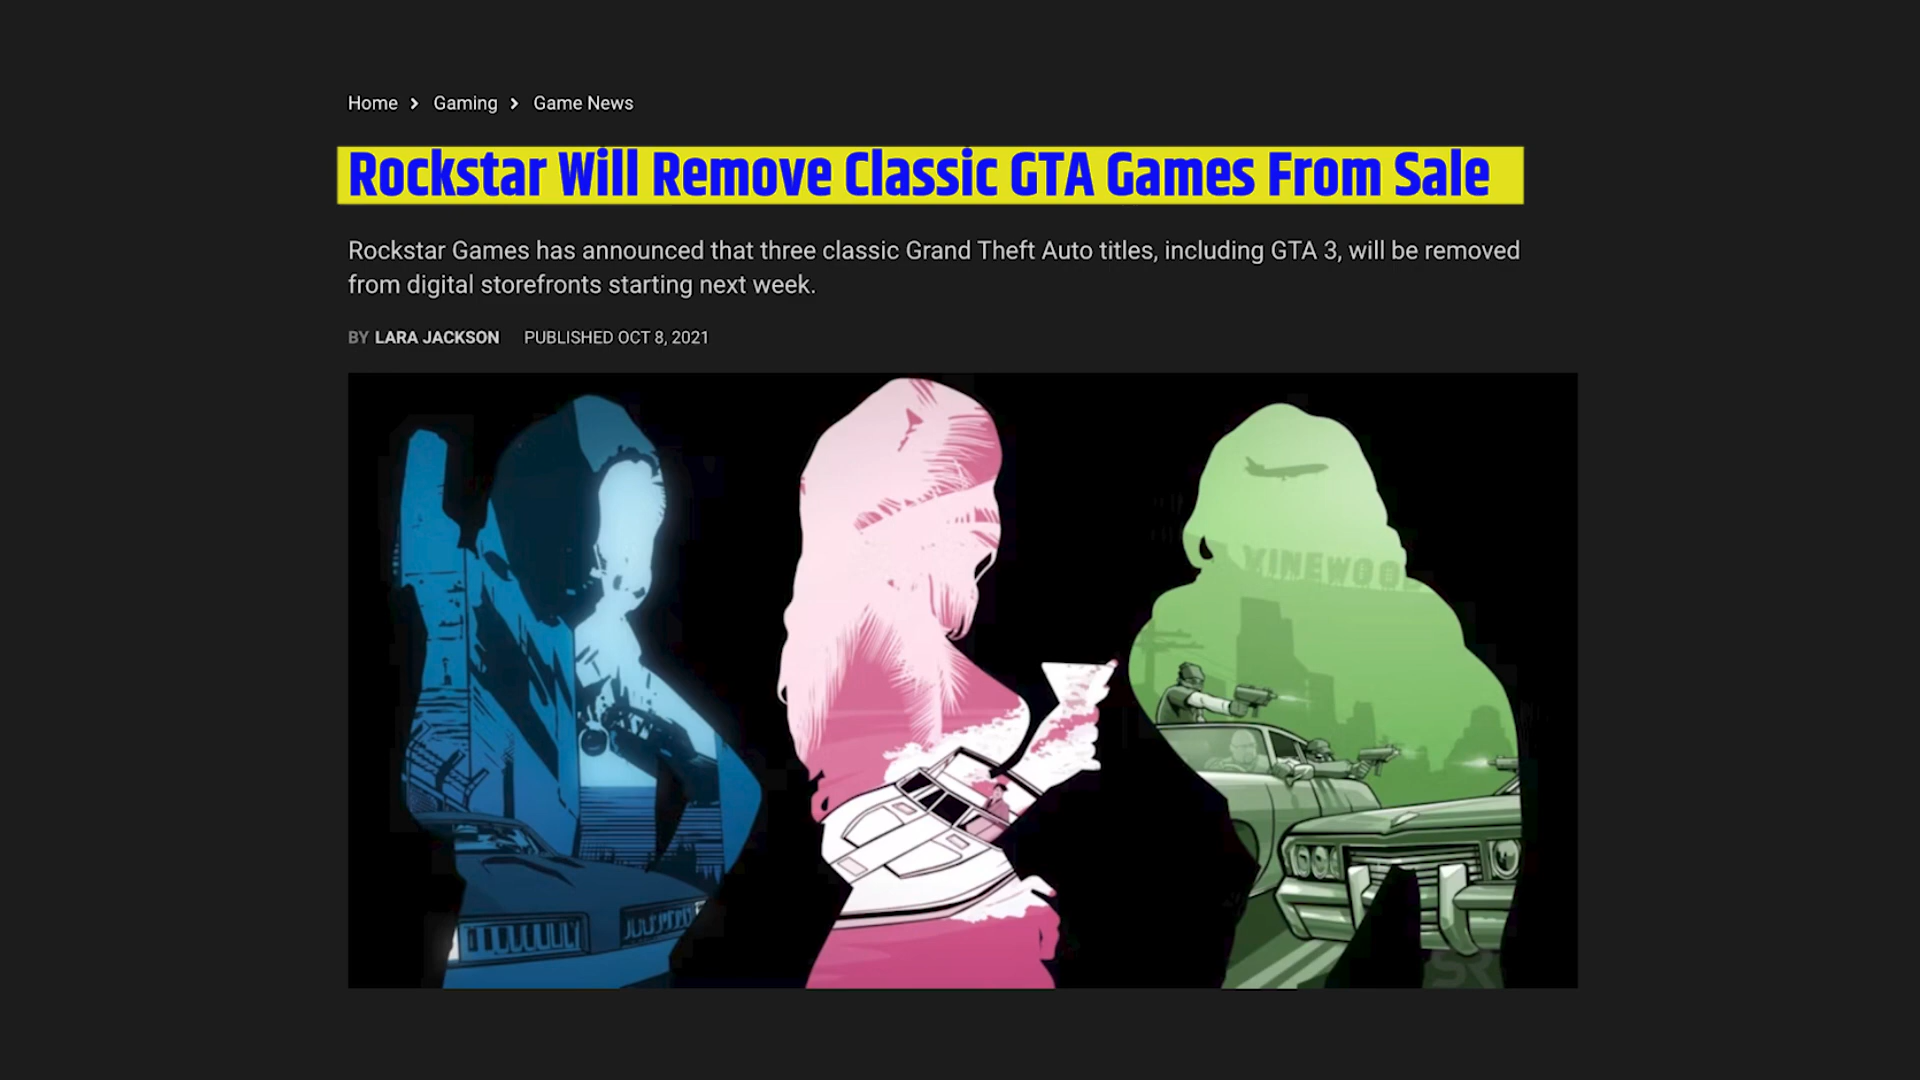 Home > Gaming > Game News
Rockstar Will Remove Classic GTA Games From Sale
Rockstar Games has announced that three classic Grand Theft Auto titles, including GTA 3, will be removed
from digital storefronts starting next week.
BY LARA JACKSON PUBLISHED OCT 8, 2021
VINEWOO
SR